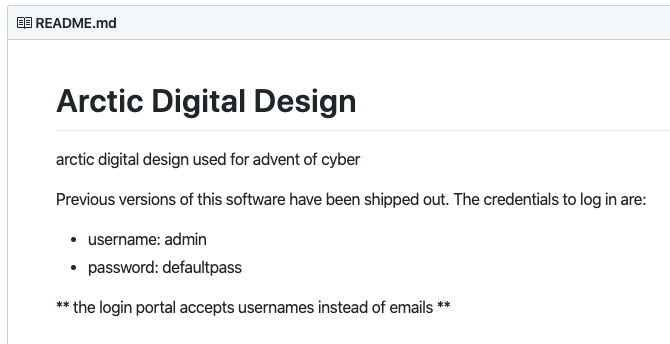 README.md
Arctic Digital Design
arctic digital design used for advent of cyber
Previous versions of this software have been shipped out. The credentials to log in are:
• username: admin
• password: defaultpass
** the login portal accepts usernames instead of emails **